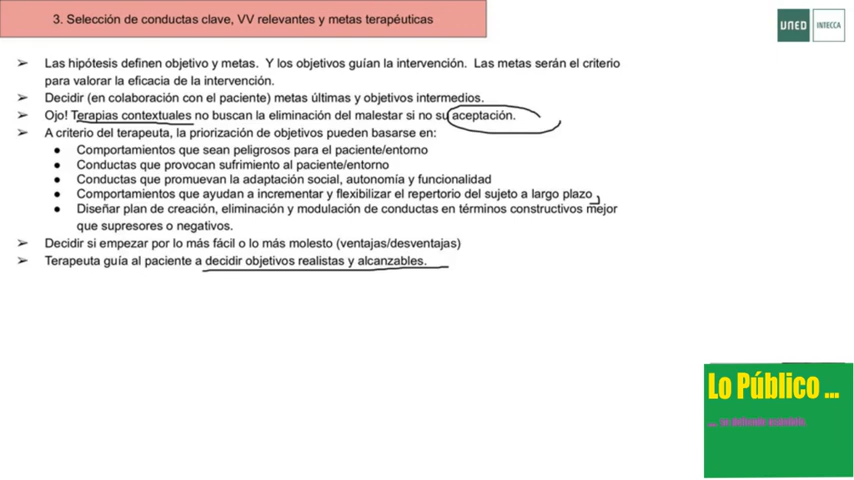 3. Selección de conductas clave, VV relevantes y metas terapéuticas
UNED
INTECCA
➢ Las hipótesis definen objetivo y metas. Y los objetivos guían la intervención. Las metas serán el criterio
para valorar la eficacia de la intervención.
➢ Decidir (en colaboración con el paciente) metas últimas y objetivos intermedios.
➢ Ojo! Terapias contextuales no buscan la eliminación del malestar si no su aceptación.
➢ A criterio del terapeuta, la priorización de objetivos pueden basarse en:
● Comportamientos que sean peligrosos para el paciente/entorno
● Conductas que provocan sufrimiento al paciente/entorno
● Conductas que promuevan la adaptación social, autonomía y funcionalidad
● Comportamientos que ayudan a incrementar y flexibilizar el repertorio del sujeto a largo plazo
● Diseñar plan de creación, eliminación y modulación de conductas en términos constructivos mejor
que supresores o negativos.
➢ Decidir si empezar por lo más fácil o lo más molesto (ventajas/desventajas)
➢ Terapeuta guía al paciente a decidir objetivos realistas y alcanzables.
Lo Público ...